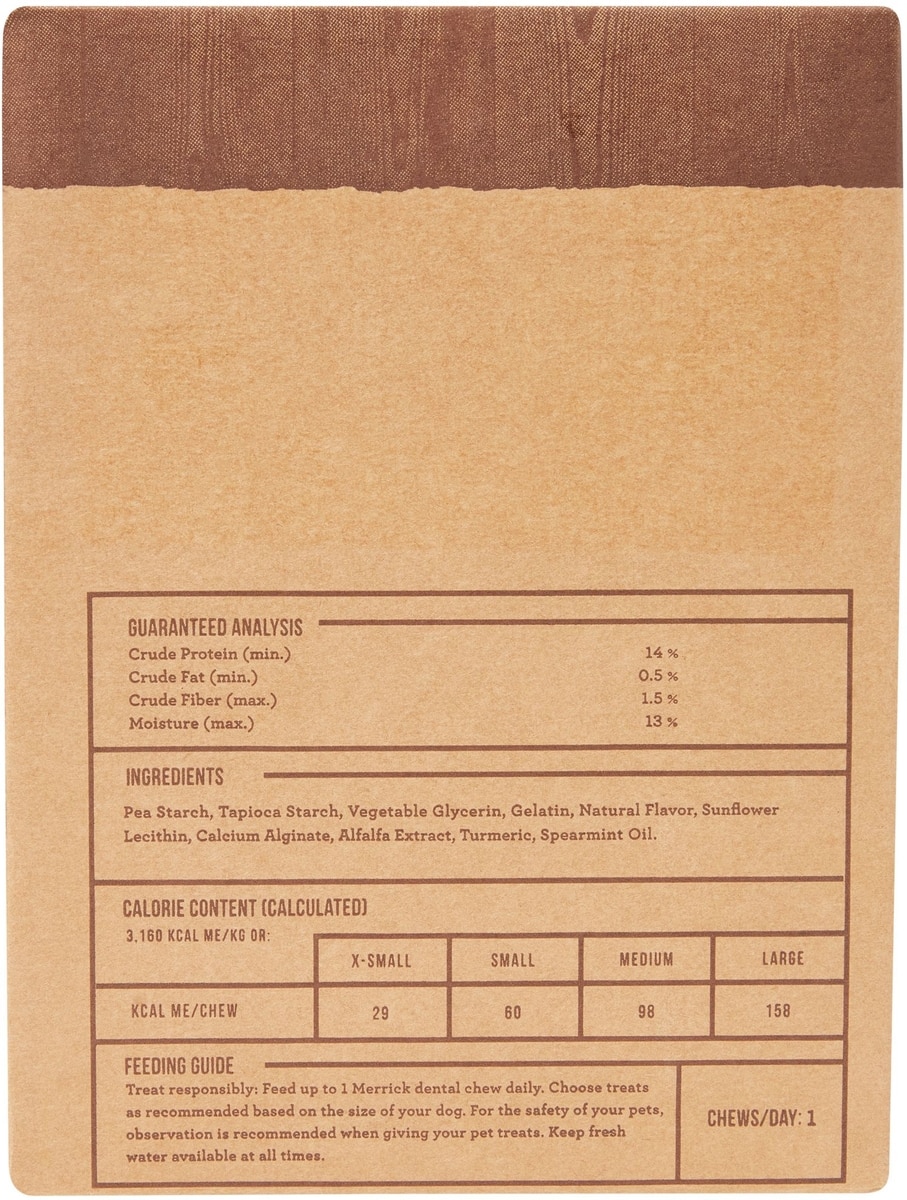 GUARANTEED ANALYSIS
Crude Protein (min.) 14 %
Crude Fat (min.) 0.5 %
Crude Fiber (max.) 1.5 %
Moisture (max.) 13 %
INGREDIENTS
Pea Starch, Tapioca Starch, Vegetable Glycerin, Gelatin, Natural Flavor, Sunflower
Lecithin, Calcium Alginate, Alfalfa Extract, Turmeric, Spearmint Oil.
CALORIE CONTENT (CALCULATED)
3,160 KCAL ME/KG OR:
X-SMALL SMALL MEDIUM LARGE
KCAL ME/CHEW 29 60 98 158
FEEDING GUIDE
Treat responsibly: Feed up to 1 Merrick dental chew daily. Choose treats
as recommended based on the size of your dog. For the safety of your pets,
observation is recommended when giving your pet treats. Keep fresh
water available at all times.
CHEWS/DAY: 1